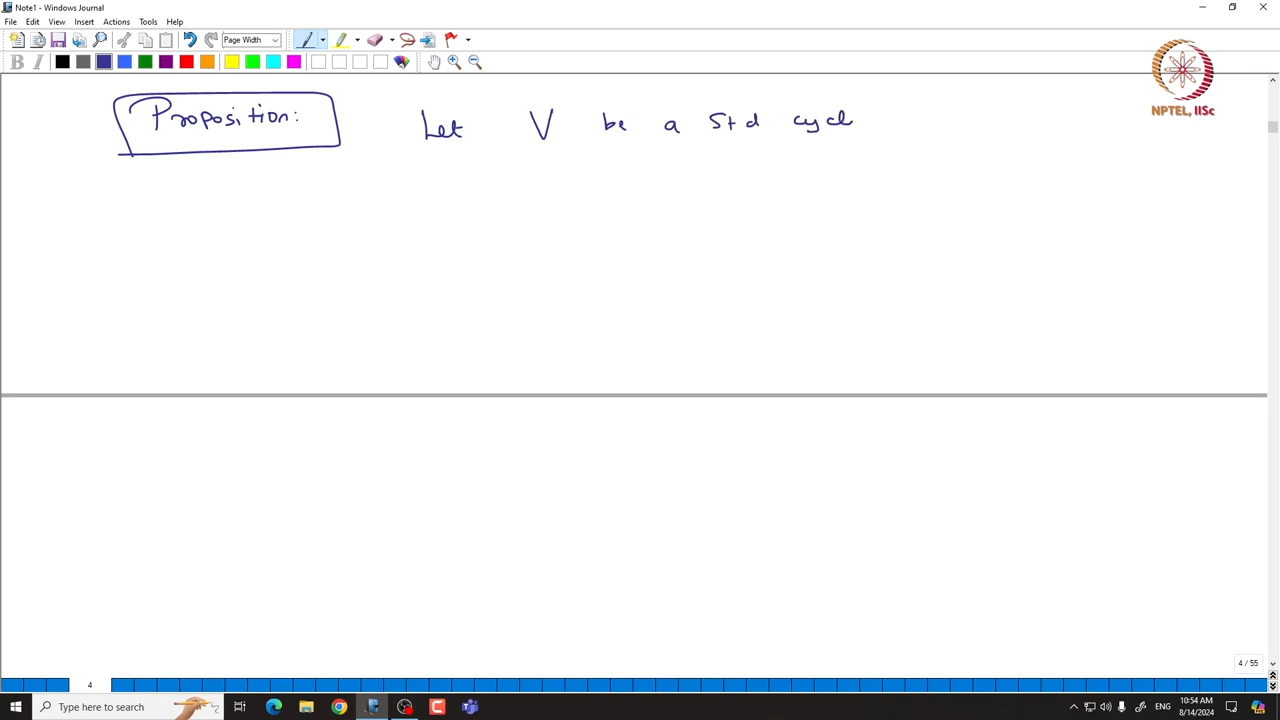 Note1 - Windows Journal
File Edit View Insert Actions Tools Help
Page Width
B I
NPTEL, IISc
Proposition: Let V be a Std cycl
4 / 55
4
Type here to search
ENG
10:54 AM
8/14/2024